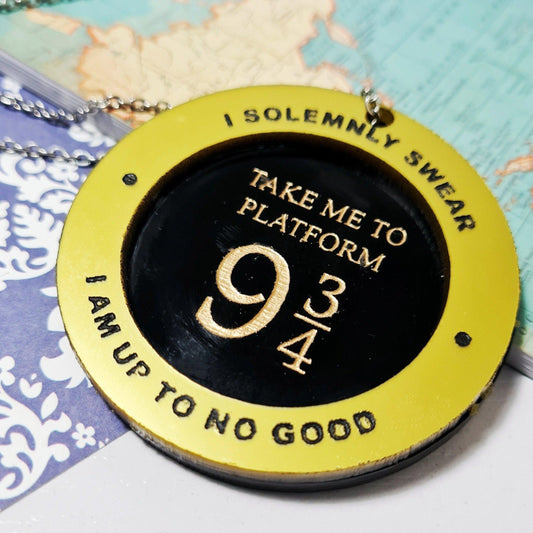 I SOLEMNLY SWEAR
TAKE ME TO
PLATFORM
9 3/4
I AM UP TO NO GOOD